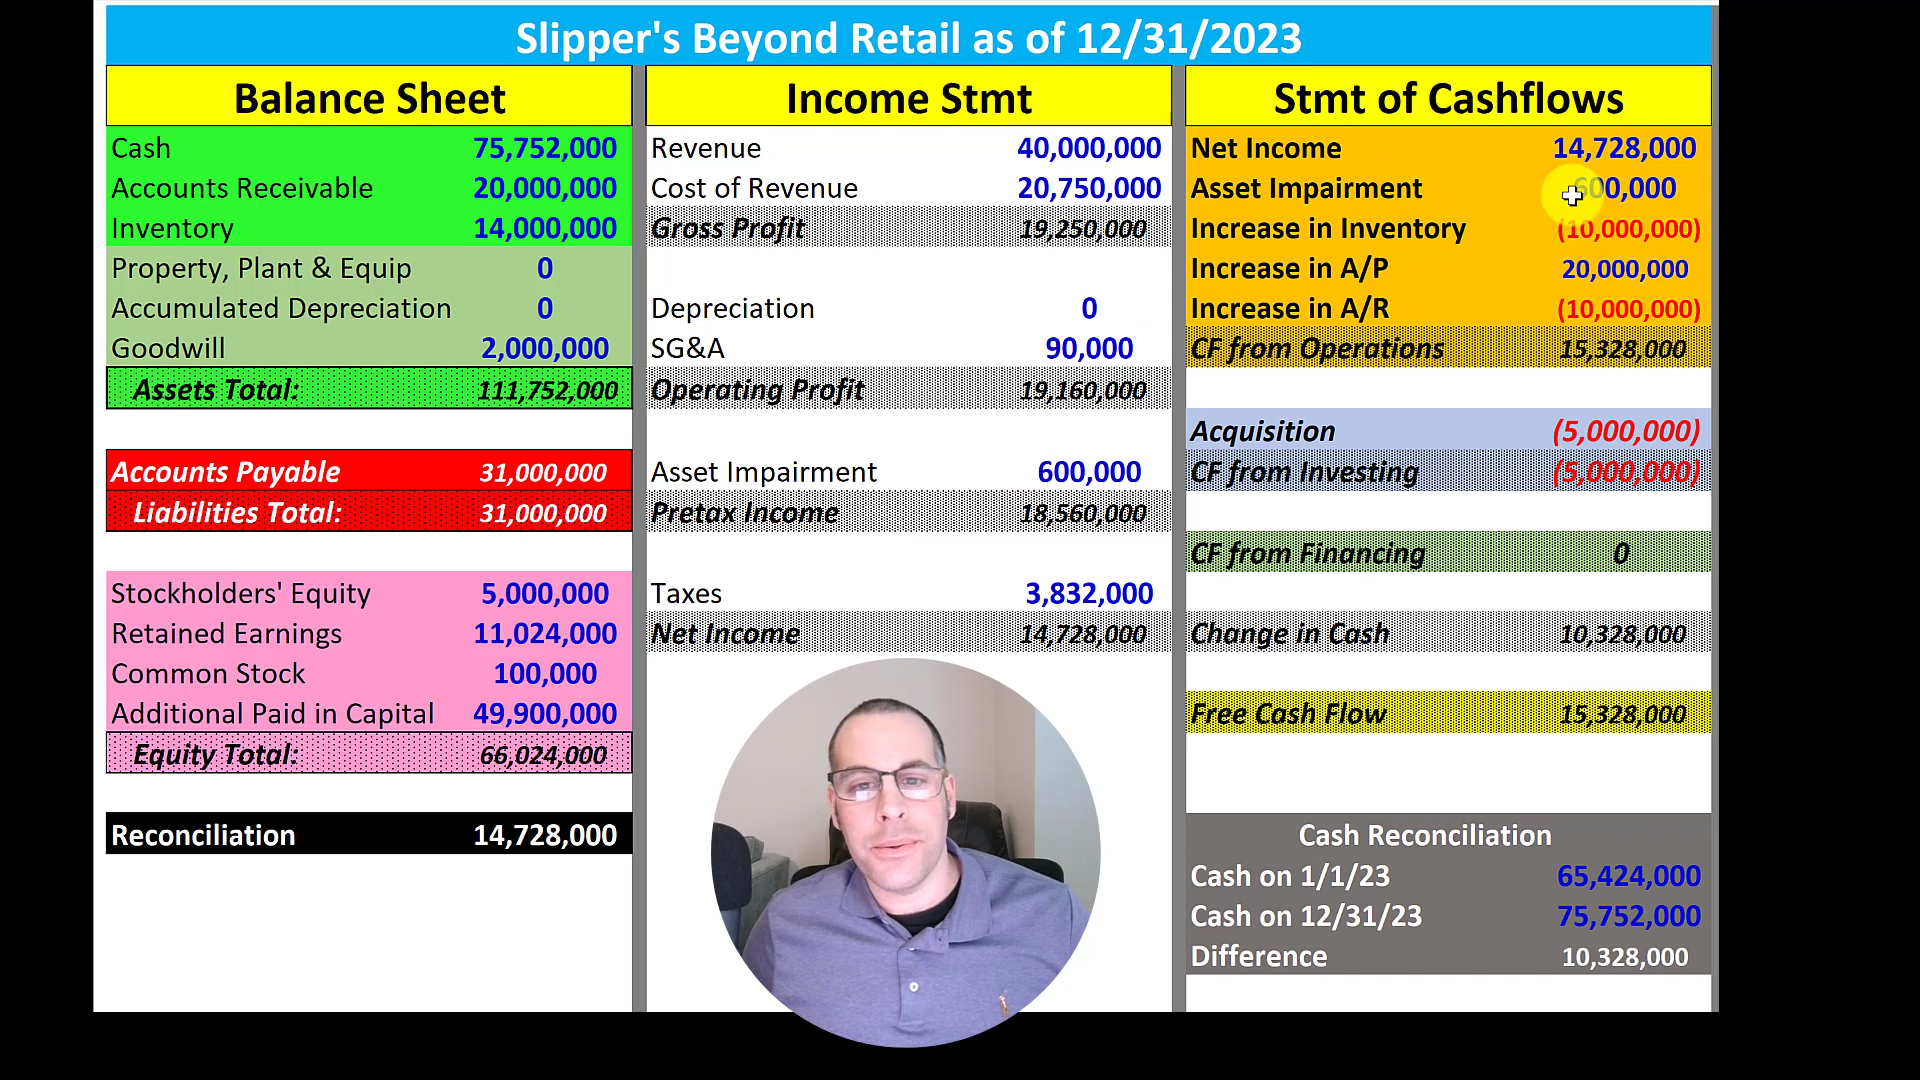 Slipper's Beyond Retail as of 12/31/2023
Balance Sheet
Cash 75,752,000
Accounts Receivable 20,000,000
Inventory 14,000,000
Property, Plant & Equip 0
Accumulated Depreciation 0
Goodwill 2,000,000
Assets Total: 111,752,000
Accounts Payable 31,000,000
Liabilities Total: 31,000,000
Stockholders' Equity 5,000,000
Retained Earnings 11,024,000
Common Stock 100,000
Additional Paid in Capital 49,900,000
Equity Total: 66,024,000
Reconciliation 14,728,000
Income Stmt
Revenue 40,000,000
Cost of Revenue 20,750,000
Gross Profit 19,250,000
Depreciation 0
SG&A 90,000
Operating Profit 19,160,000
Asset Impairment 600,000
Pretax Income 18,560,000
Taxes 3,832,000
Net Income 14,728,000
Stmt of Cashflows
Net Income 14,728,000
Asset Impairment 600,000
Increase in Inventory (10,000,000)
Increase in A/P 20,000,000
Increase in A/R (10,000,000)
CF from Operations 15,328,000
Acquisition (5,000,000)
CF from Investing (5,000,000)
CF from Financing 0
Change in Cash 10,328,000
Free Cash Flow 15,328,000
Cash Reconciliation
Cash on 1/1/23 65,424,000
Cash on 12/31/23 75,752,000
Difference 10,328,000